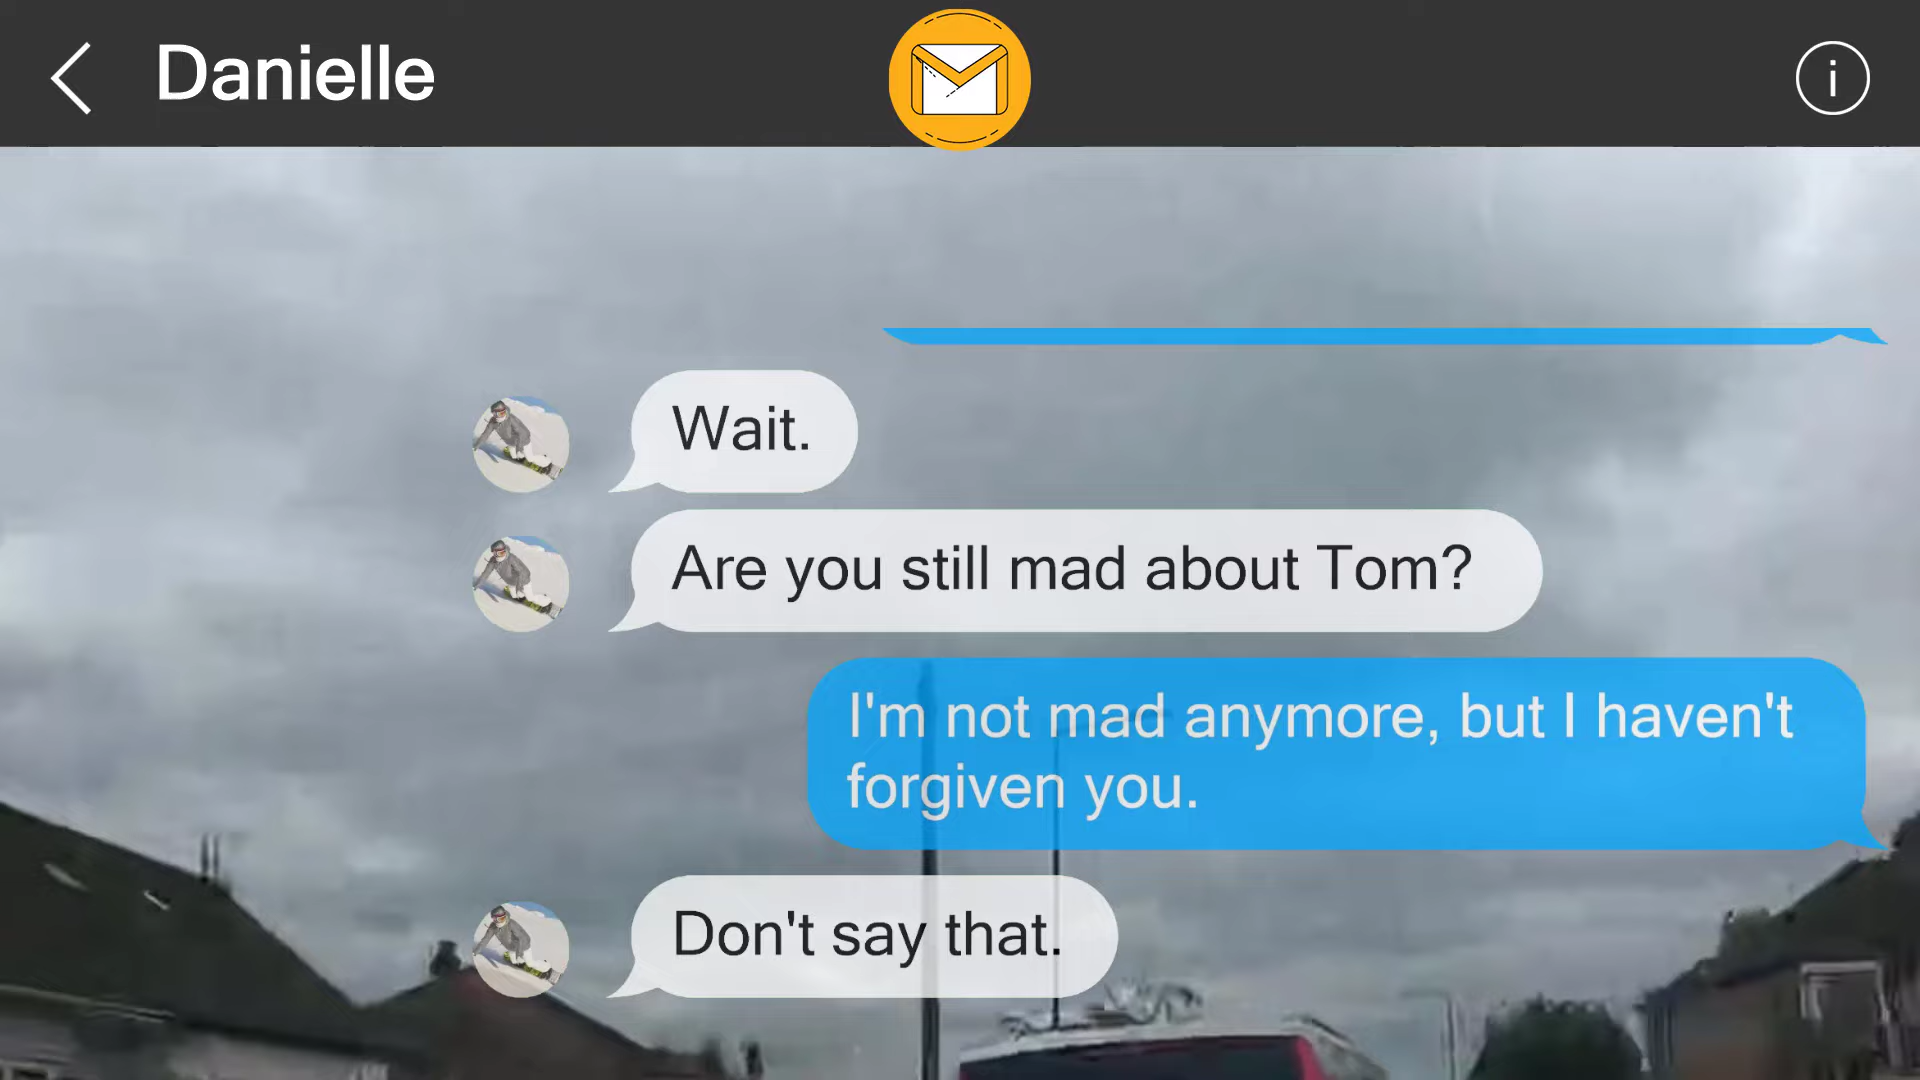 Danielle
Wait.
Are you still mad about Tom?
I'm not mad anymore, but I haven't
forgiven you.
Don't say that.